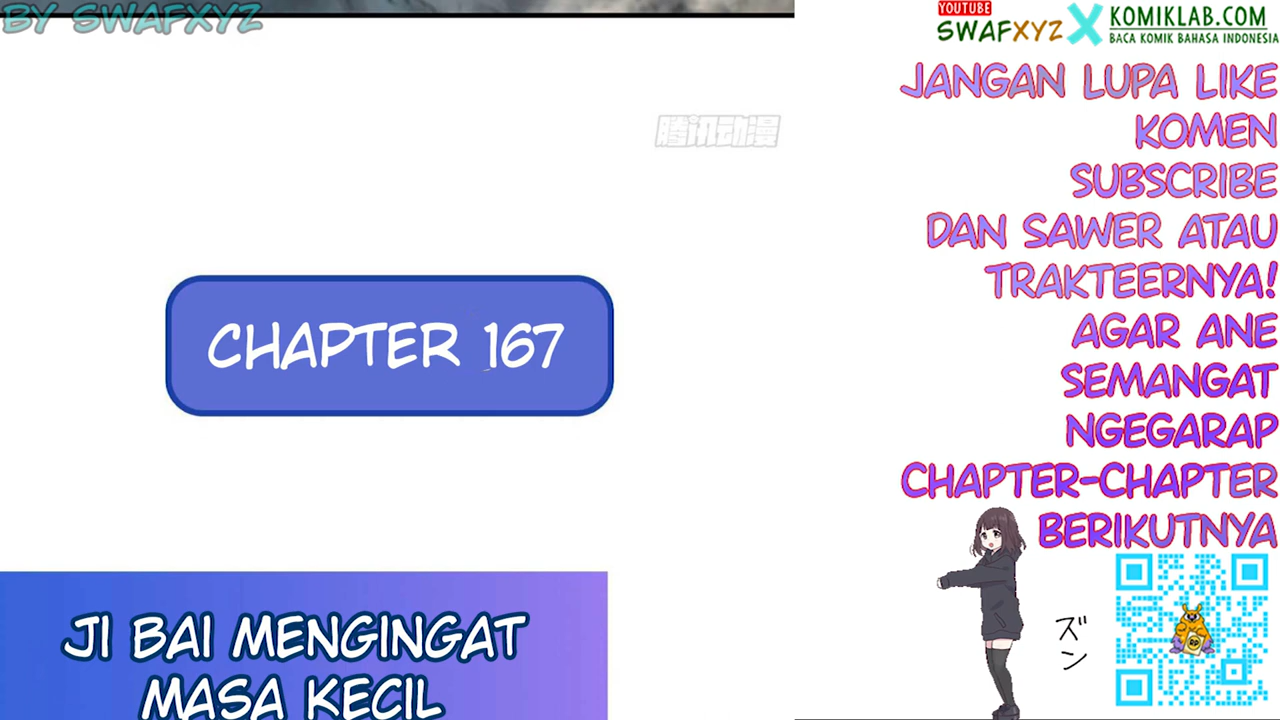 BY SWAFXYZ
腾讯动漫
CHAPTER 167
JI BAI MENGINGAT
MASA KECIL
YOUTUBE
SWAFXYZ
KOMIKLAB.COM
BACA KOMIK BAHASA INDONESIA
JANGAN LUPA LIKE
KOMEN
SUBSCRIBE
DAN SAWER ATAU
TRAKTEERNYA!
AGAR ANE
SEMANGAT
NGEGARAP
CHAPTER-CHAPTER
BERIKUTNYA
ズン